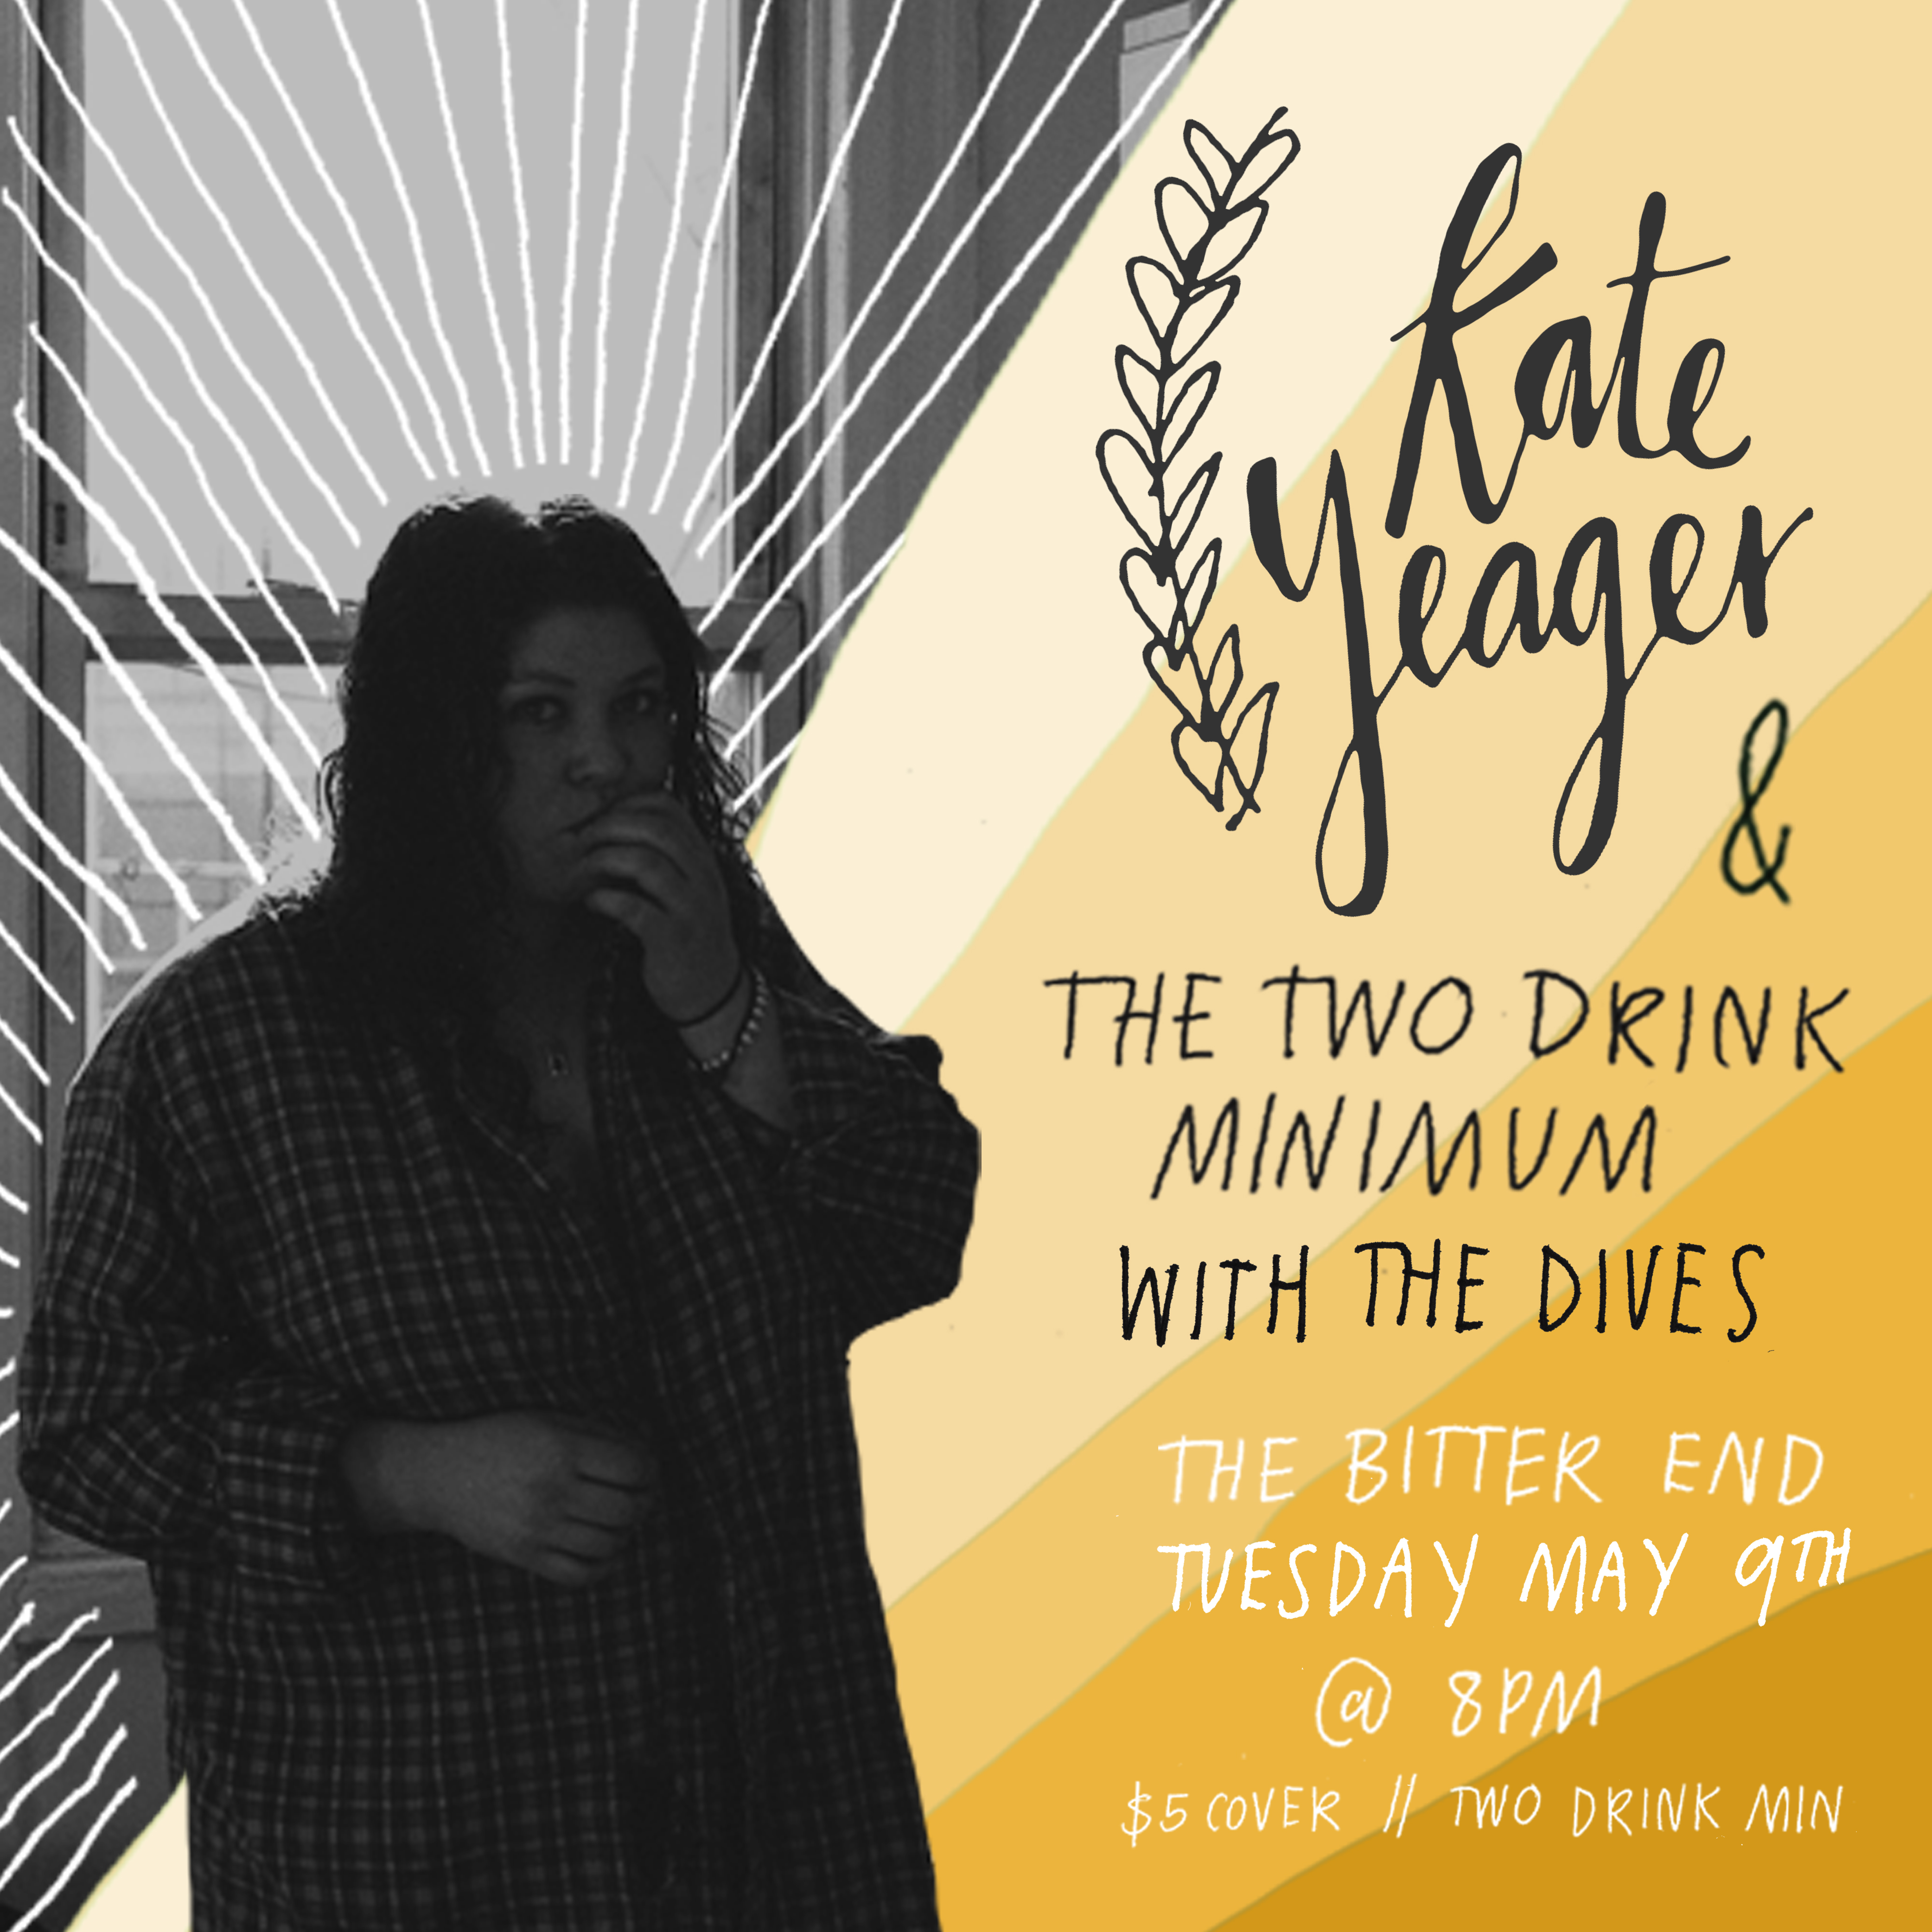 Kate
Yeager
&
THE TWO DRINK
MINIMUM
WITH THE DIVES
THE BITTER END
TUESDAY MAY 9TH
@ 8PM
$5 COVER // TWO DRINK MIN